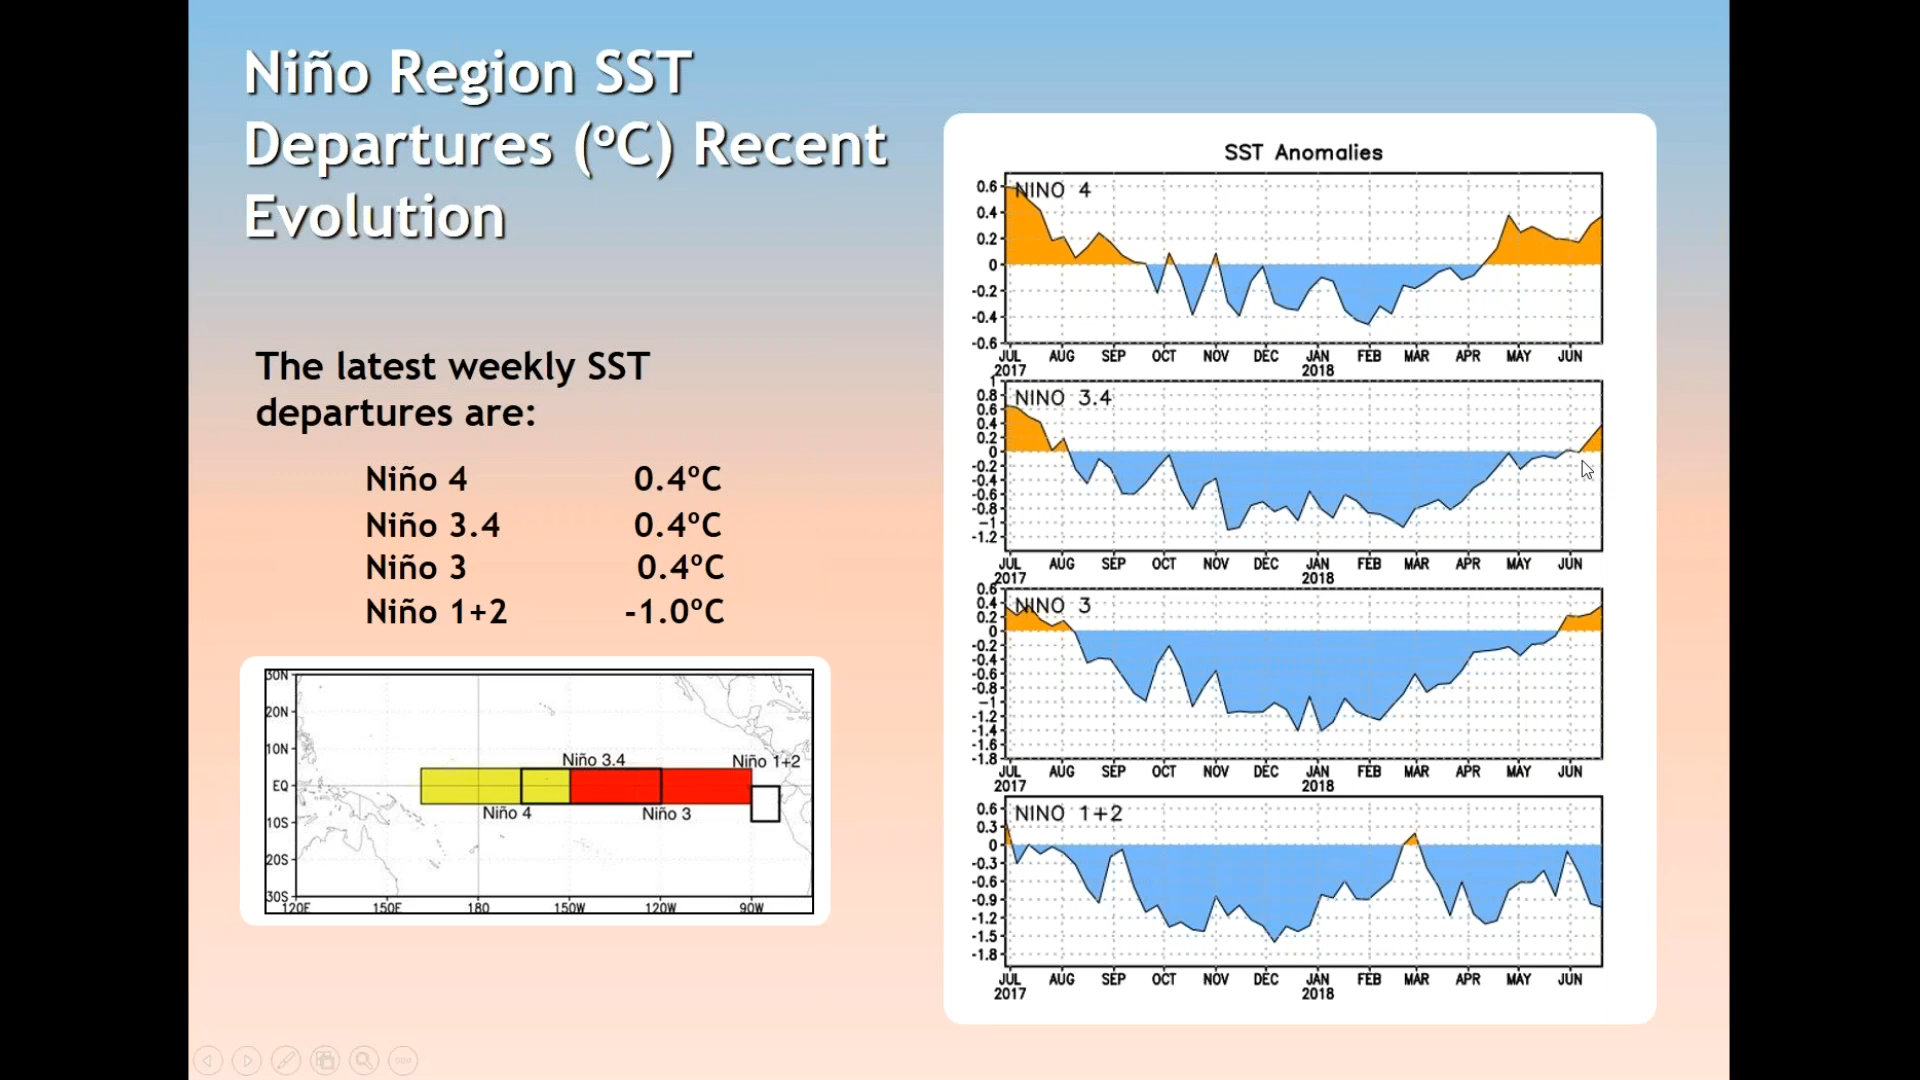 Niño Region SST
Departures (ºC) Recent
Evolution
The latest weekly SST
departures are:
Niño 4 0.4ºC
Niño 3.4 0.4ºC
Niño 3 0.4ºC
Niño 1+2 -1.0ºC
30N
20N
10N
EQ
10S
20S
30S
120E 150E 180 150W 120W 90W
Niño 3.4
Niño 1+2
Niño 4
Niño 3
SST Anomalies
NINO 4
0.6
0.4
0.2
0
-0.2
-0.4
-0.6
JUL AUG SEP OCT NOV DEC JAN FEB MAR APR MAY JUN
2017 2018
NINO 3.4
1
0.8
0.6
0.4
0.2
0
-0.2
-0.4
-0.6
-0.8
-1
-1.2
JUL AUG SEP OCT NOV DEC JAN FEB MAR APR MAY JUN
2017 2018
NINO 3
0.6
0.4
0.2
0
-0.2
-0.4
-0.6
-0.8
-1
-1.2
-1.4
-1.6
-1.8
JUL AUG SEP OCT NOV DEC JAN FEB MAR APR MAY JUN
2017 2018
NINO 1+2
0.6
0.3
0
-0.3
-0.6
-0.9
-1.2
-1.5
-1.8
JUL AUG SEP OCT NOV DEC JAN FEB MAR APR MAY JUN
2017 2018